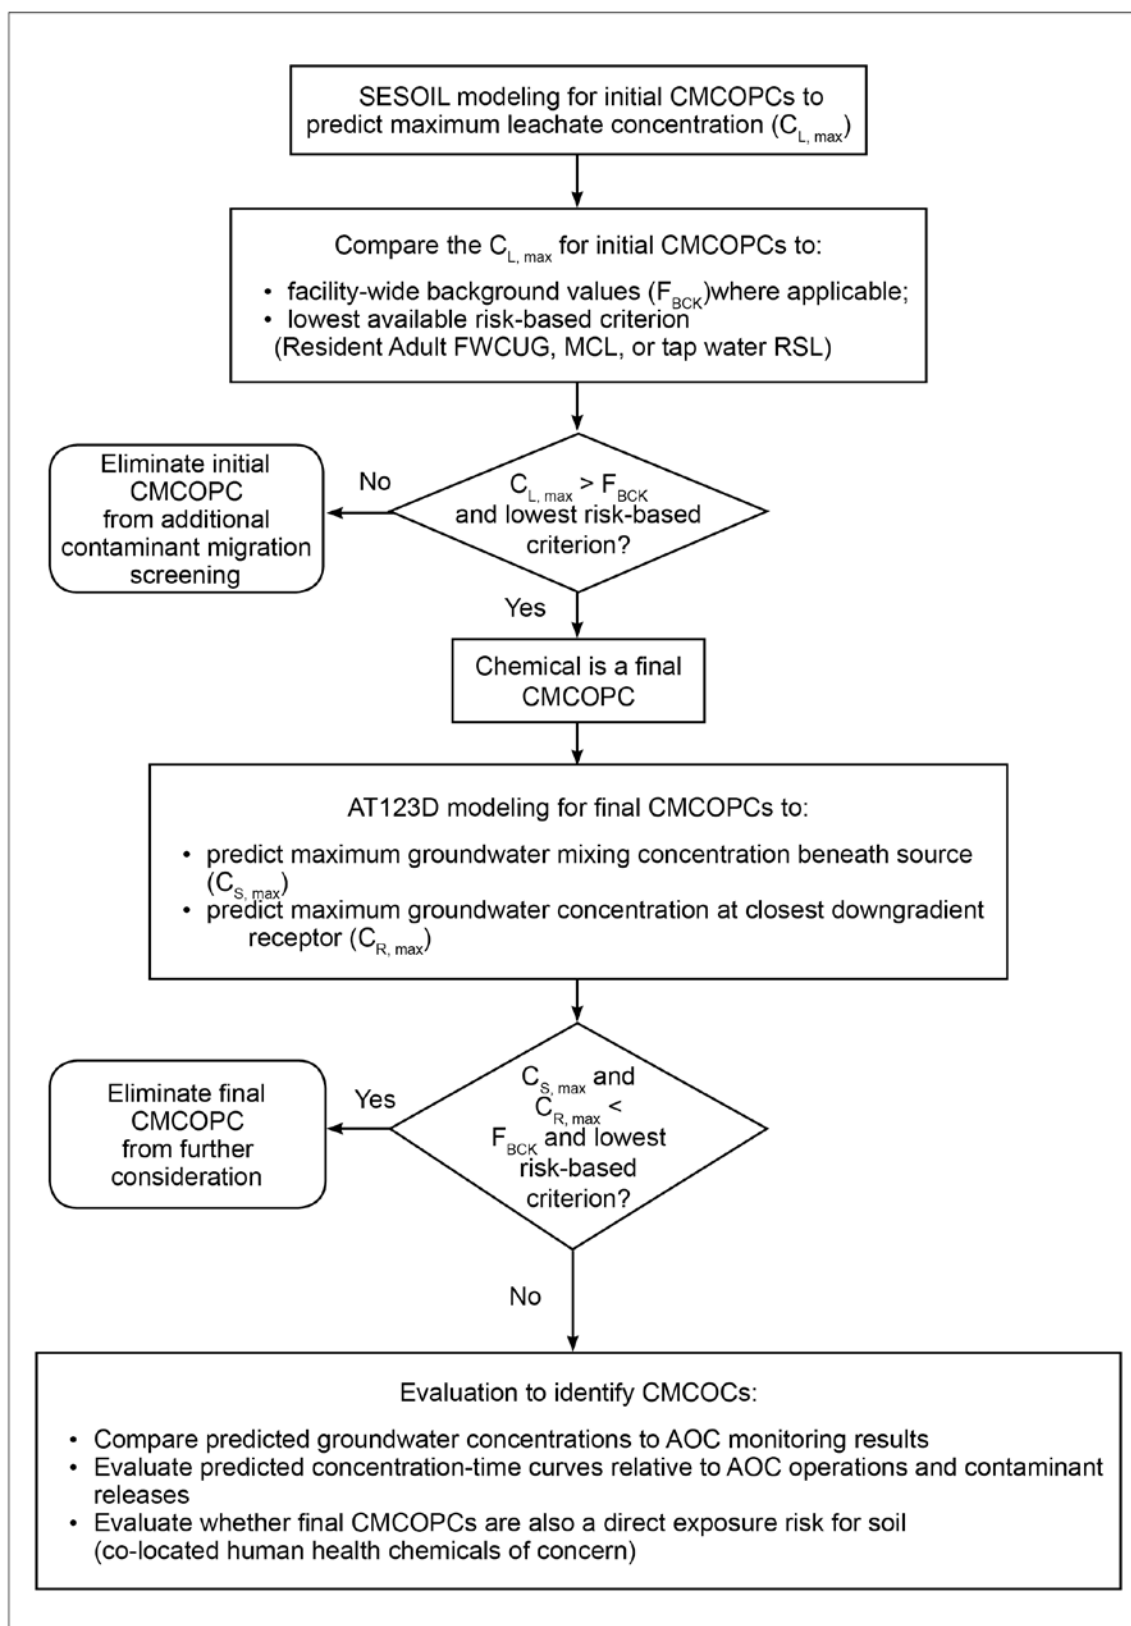 SESOIL modeling for initial CMCOPCs to
predict maximum leachate concentration (C L, max)
Compare the C L, max for initial CMCOPCs to:
• facility-wide background values (F BCK)where applicable;
• lowest available risk-based criterion
(Resident Adult FWCUG, MCL, or tap water RSL)
Eliminate initial
CMCOPC
from additional
contaminant migration
screening
No
C L, max > F BCK
and lowest risk-based
criterion?
Yes
Chemical is a final
CMCOPC
AT123D modeling for final CMCOPCs to:
• predict maximum groundwater mixing concentration beneath source
(C S, max)
• predict maximum groundwater concentration at closest downgradient
receptor (C R, max)
Eliminate final
CMCOPC
from further
consideration
Yes
C S, max and
C R, max <
F BCK and lowest
risk-based
criterion?
No
Evaluation to identify CMCOCs:
• Compare predicted groundwater concentrations to AOC monitoring results
• Evaluate predicted concentration-time curves relative to AOC operations and contaminant
releases
• Evaluate whether final CMCOPCs are also a direct exposure risk for soil
(co-located human health chemicals of concern)